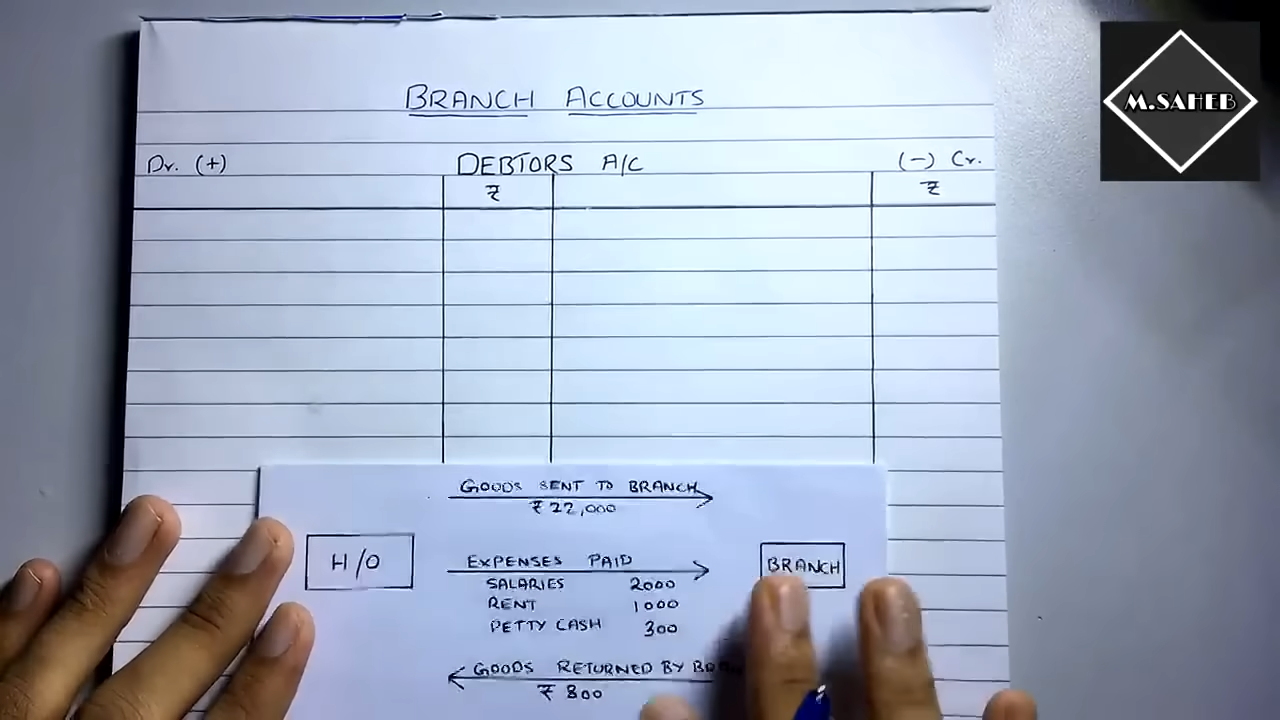 BRANCH ACCOUNTS
M.SAHEB
Dr. (+) DEBTORS A/C (-) Cr.
₹ ₹
GOODS SENT TO BRANCH
₹ 22,000
H/O
EXPENSES PAID
BRANCH
SALARIES 2000
RENT 1000
PETTY CASH 300
GOODS RETURNED BY
₹ 800